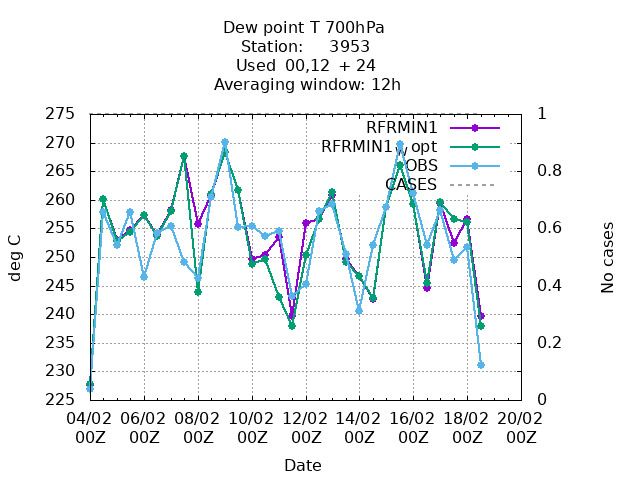 Dew point T 700hPa
Station: 3953
Used 00,12 + 24
Averaging window: 12h
275 1
RFRMIN1
270
RFRMIN1 w opt
265 OBS 0.8
260 CASES
255 0.6
250
245 0.4
240
235 0.2
230
225 0
deg C
No cases
04/02 06/02 08/02 10/02 12/02 14/02 16/02 18/02 20/02
00Z 00Z 00Z 00Z 00Z 00Z 00Z 00Z 00Z
Date